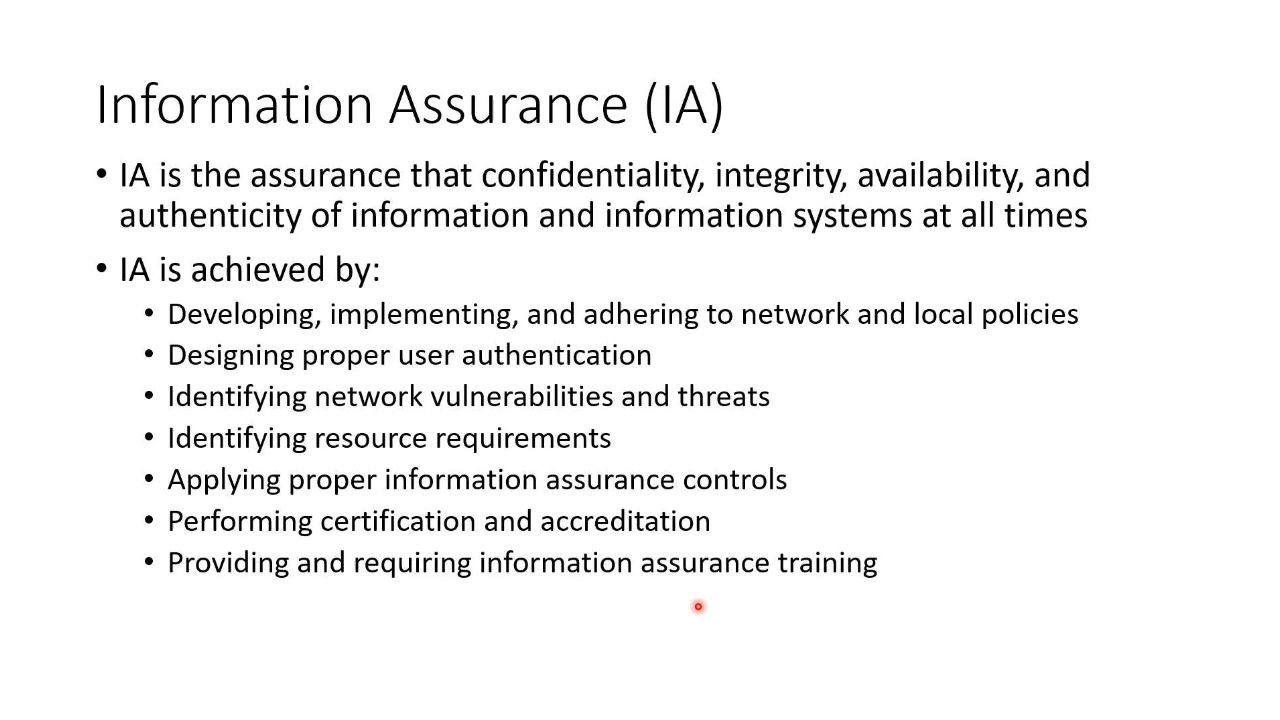 Information Assurance (IA)
• IA is the assurance that confidentiality, integrity, availability, and
authenticity of information and information systems at all times
• IA is achieved by:
• Developing, implementing, and adhering to network and local policies
• Designing proper user authentication
• Identifying network vulnerabilities and threats
• Identifying resource requirements
• Applying proper information assurance controls
• Performing certification and accreditation
• Providing and requiring information assurance training